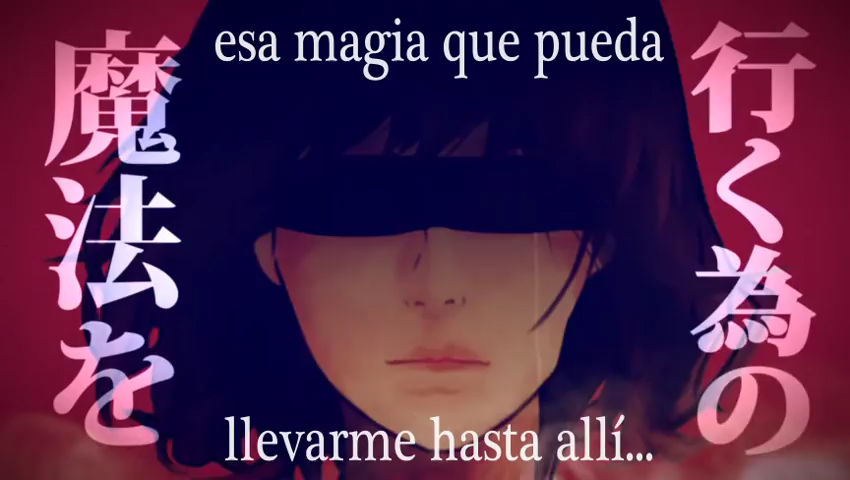 esa magia que pueda
行く為の
魔法を
llevarme hasta allí...